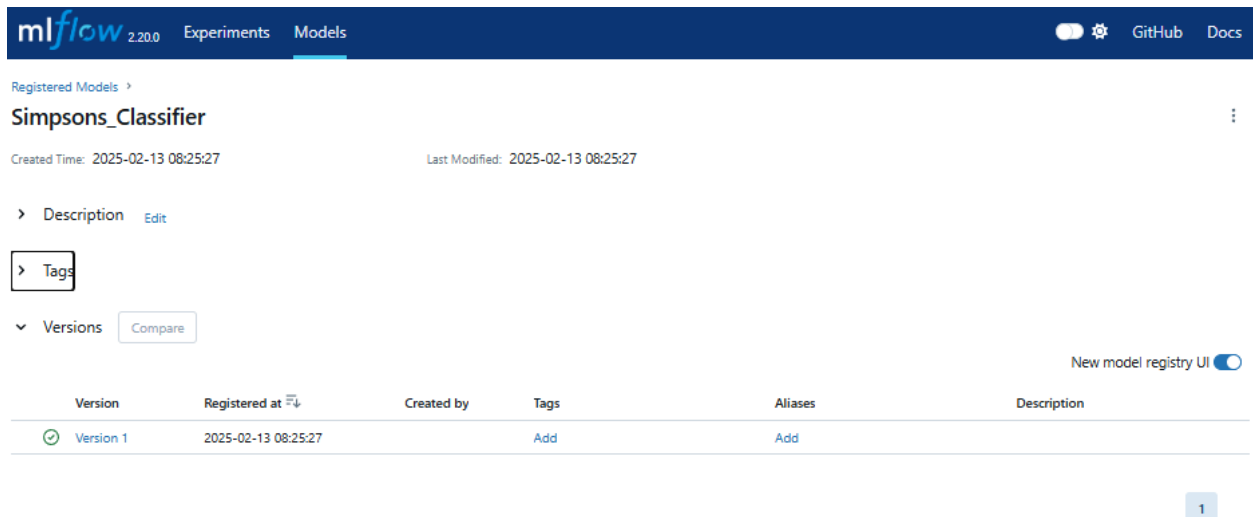 mlflow 2.20.0 Experiments Models GitHub Docs
Registered Models >
Simpsons_Classifier
Created Time: 2025-02-13 08:25:27 Last Modified: 2025-02-13 08:25:27
Description Edit
Tags
Versions Compare
New model registry UI
Version Registered at Created by Tags Aliases Description
Version 1 2025-02-13 08:25:27 Add Add
1